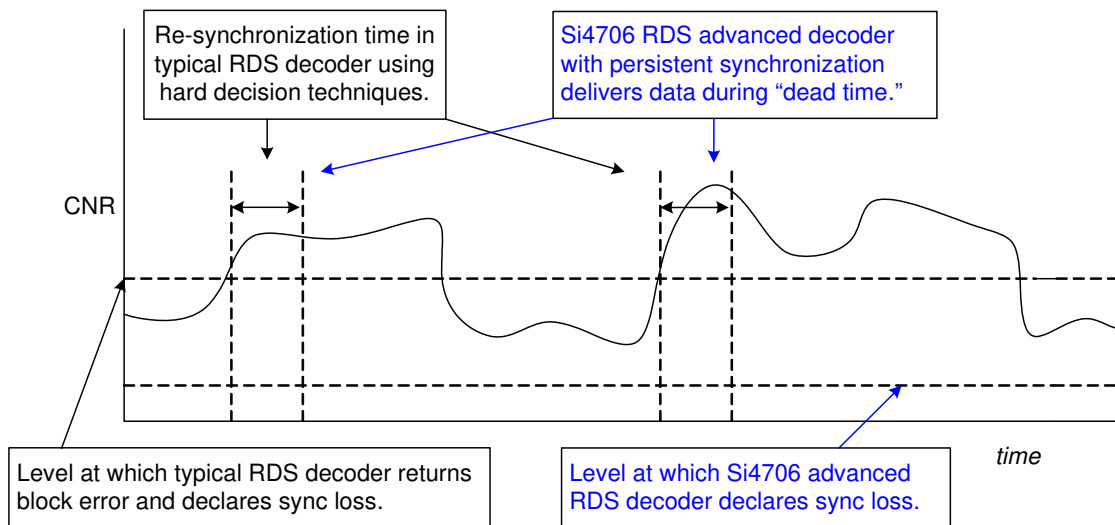 Re-synchronization time in
typical RDS decoder using
hard decision techniques.
Si4706 RDS advanced decoder
with persistent synchronization
delivers data during “dead time.”
CNR
time
Level at which typical RDS decoder returns
block error and declares sync loss.
Level at which Si4706 advanced
RDS decoder declares sync loss.